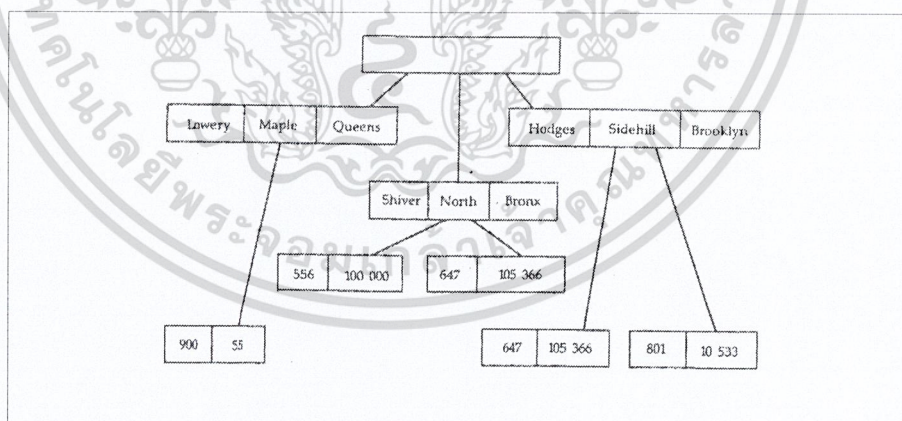 Lowery Maple Queens
Hodges Sidehill Brooklyn
Shiver North Bronx
556 100 000
647 105 366
900 55
647 105 366
801 10 533